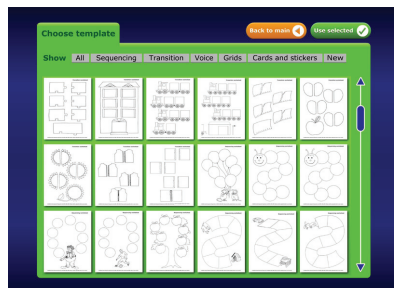 Choose template
Back to main
Use selected
Show All Sequencing Transition Voice Grids Cards and stickers New